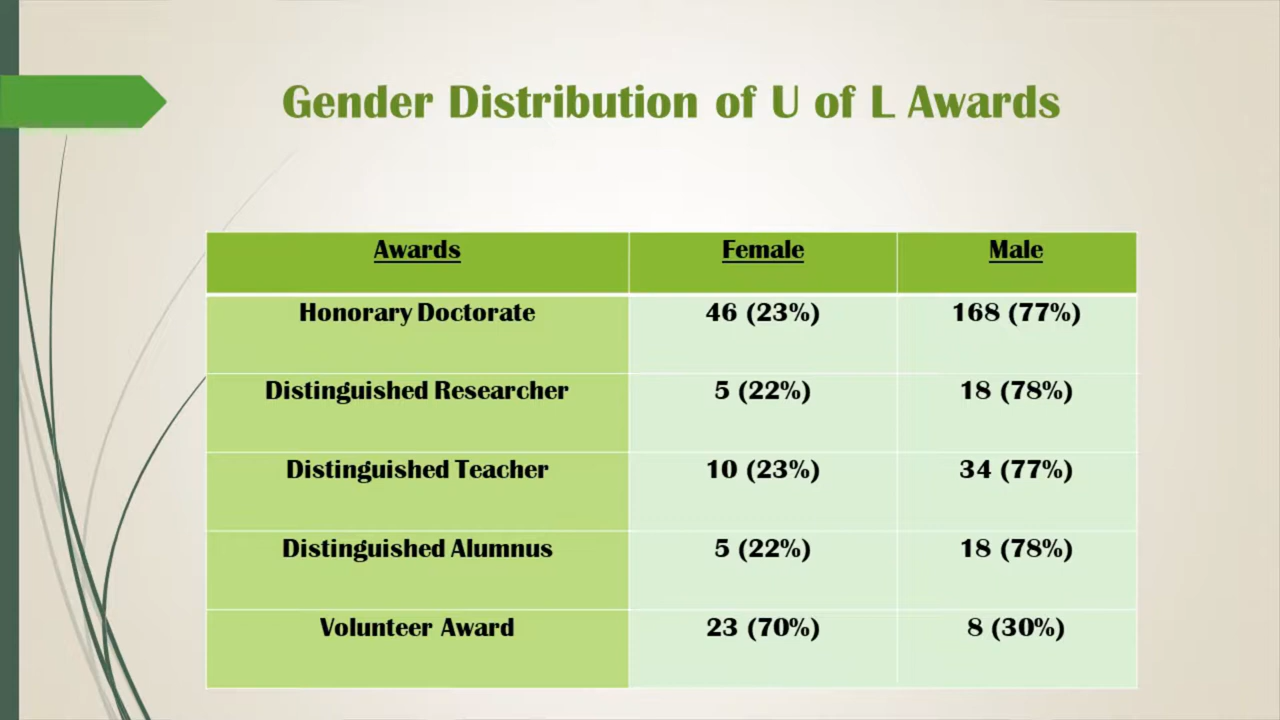 Gender Distribution of U of L Awards
Awards Female Male
Honorary Doctorate 46 (23%) 168 (77%)
Distinguished Researcher 5 (22%) 18 (78%)
Distinguished Teacher 10 (23%) 34 (77%)
Distinguished Alumnus 5 (22%) 18 (78%)
Volunteer Award 23 (70%) 8 (30%)